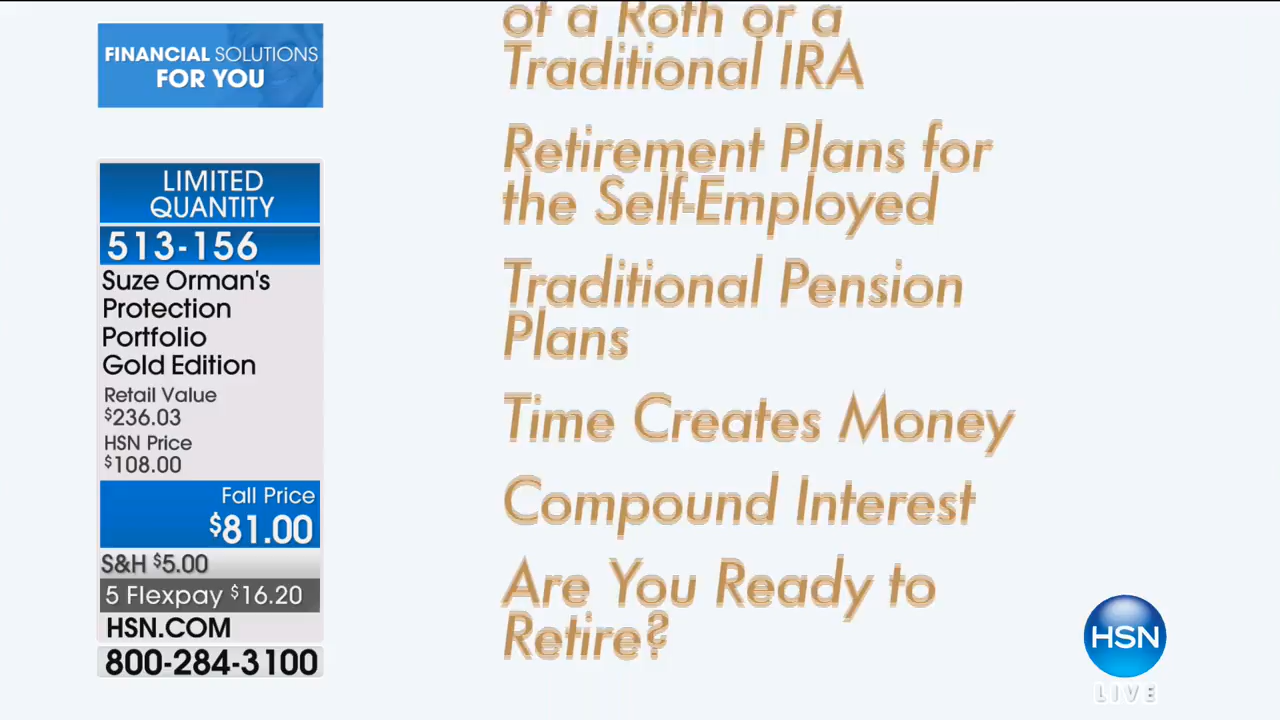 FINANCIAL SOLUTIONS
FOR YOU
LIMITED
QUANTITY
513-156
Suze Orman's
Protection
Portfolio
Gold Edition
Retail Value
$236.03
HSN Price
$108.00
Fall Price
$81.00
S&H $5.00
5 Flexpay $16.20
HSN.COM
800-284-3100
of a Roth or a
Traditional IRA
Retirement Plans for
the Self-Employed
Traditional Pension
Plans
Time Creates Money
Compound Interest
Are You Ready to
Retire?
HSN
LIVE